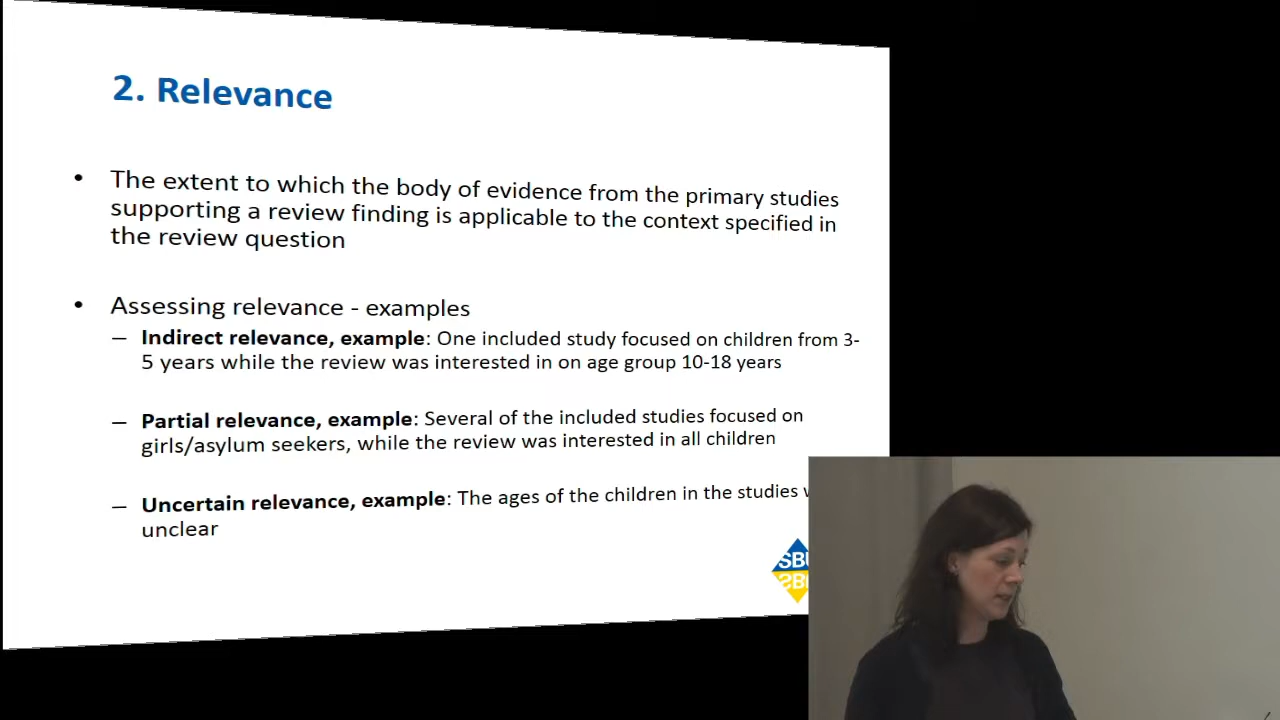 2. Relevance
• The extent to which the body of evidence from the primary studies
supporting a review finding is applicable to the context specified in
the review question
• Assessing relevance - examples
– Indirect relevance, example: One included study focused on children from 3-
5 years while the review was interested in on age group 10-18 years
– Partial relevance, example: Several of the included studies focused on
girls/asylum seekers, while the review was interested in all children
– Uncertain relevance, example: The ages of the children in the studies
unclear